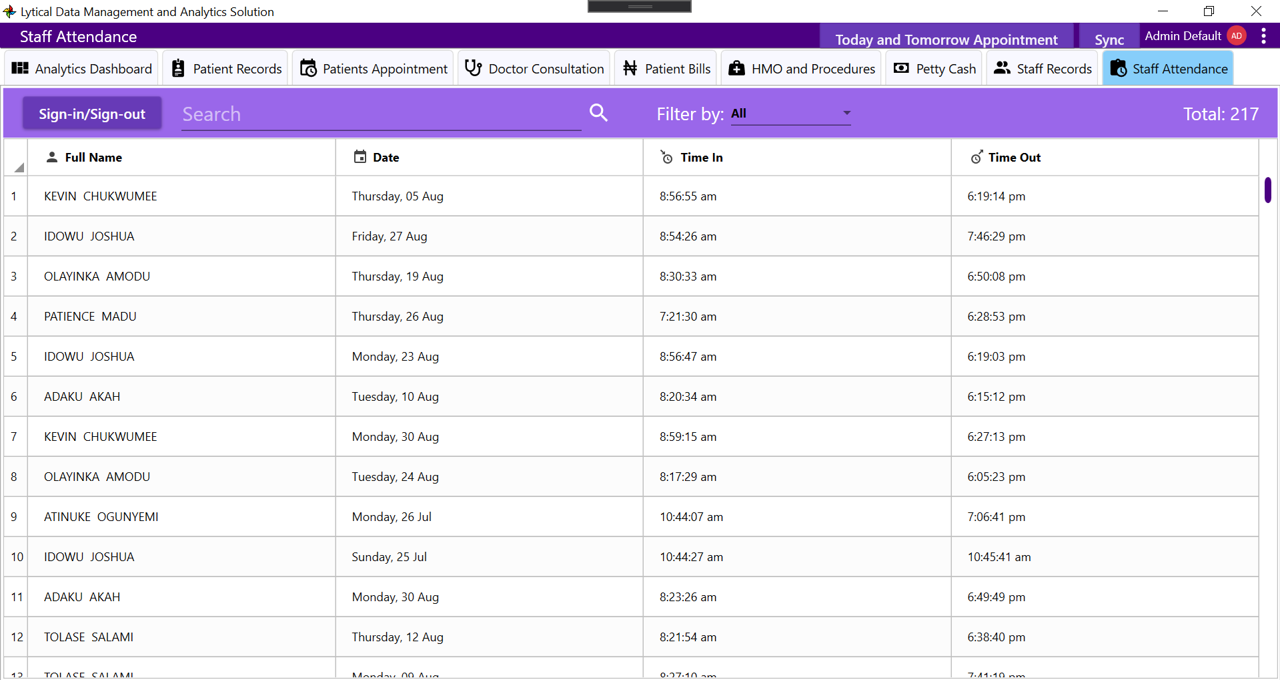 Lytical Data Management and Analytics Solution
Staff Attendance Today and Tomorrow Appointment Sync Admin Default AD
Analytics Dashboard Patient Records Patients Appointment Doctor Consultation Patient Bills HMO and Procedures Petty Cash Staff Records Staff Attendance
Sign-in/Sign-out Search Filter by: All Total: 217
Full Name Date Time In Time Out
1 KEVIN CHUKWUMEE Thursday, 05 Aug 8:56:55 am 6:19:14 pm
2 IDOWU JOSHUA Friday, 27 Aug 8:54:26 am 7:46:29 pm
3 OLAYINKA AMODU Thursday, 19 Aug 8:30:33 am 6:50:08 pm
4 PATIENCE MADU Thursday, 26 Aug 7:21:30 am 6:28:53 pm
5 IDOWU JOSHUA Monday, 23 Aug 8:56:47 am 6:19:03 pm
6 ADAKU AKAH Tuesday, 10 Aug 8:20:34 am 6:15:12 pm
7 KEVIN CHUKWUMEE Monday, 30 Aug 8:59:15 am 6:27:13 pm
8 OLAYINKA AMODU Tuesday, 24 Aug 8:17:29 am 6:05:23 pm
9 ATINUKE OGUNYEMI Monday, 26 Jul 10:44:07 am 7:06:41 pm
10 IDOWU JOSHUA Sunday, 25 Jul 10:44:27 am 10:45:41 am
11 ADAKU AKAH Monday, 30 Aug 8:23:26 am 6:49:49 pm
12 TOLASE SALAMI Thursday, 12 Aug 8:21:54 am 6:38:40 pm
13 TOLASE SALAMI Monday, 09 Aug 8:27:10 am 7:41:19 pm